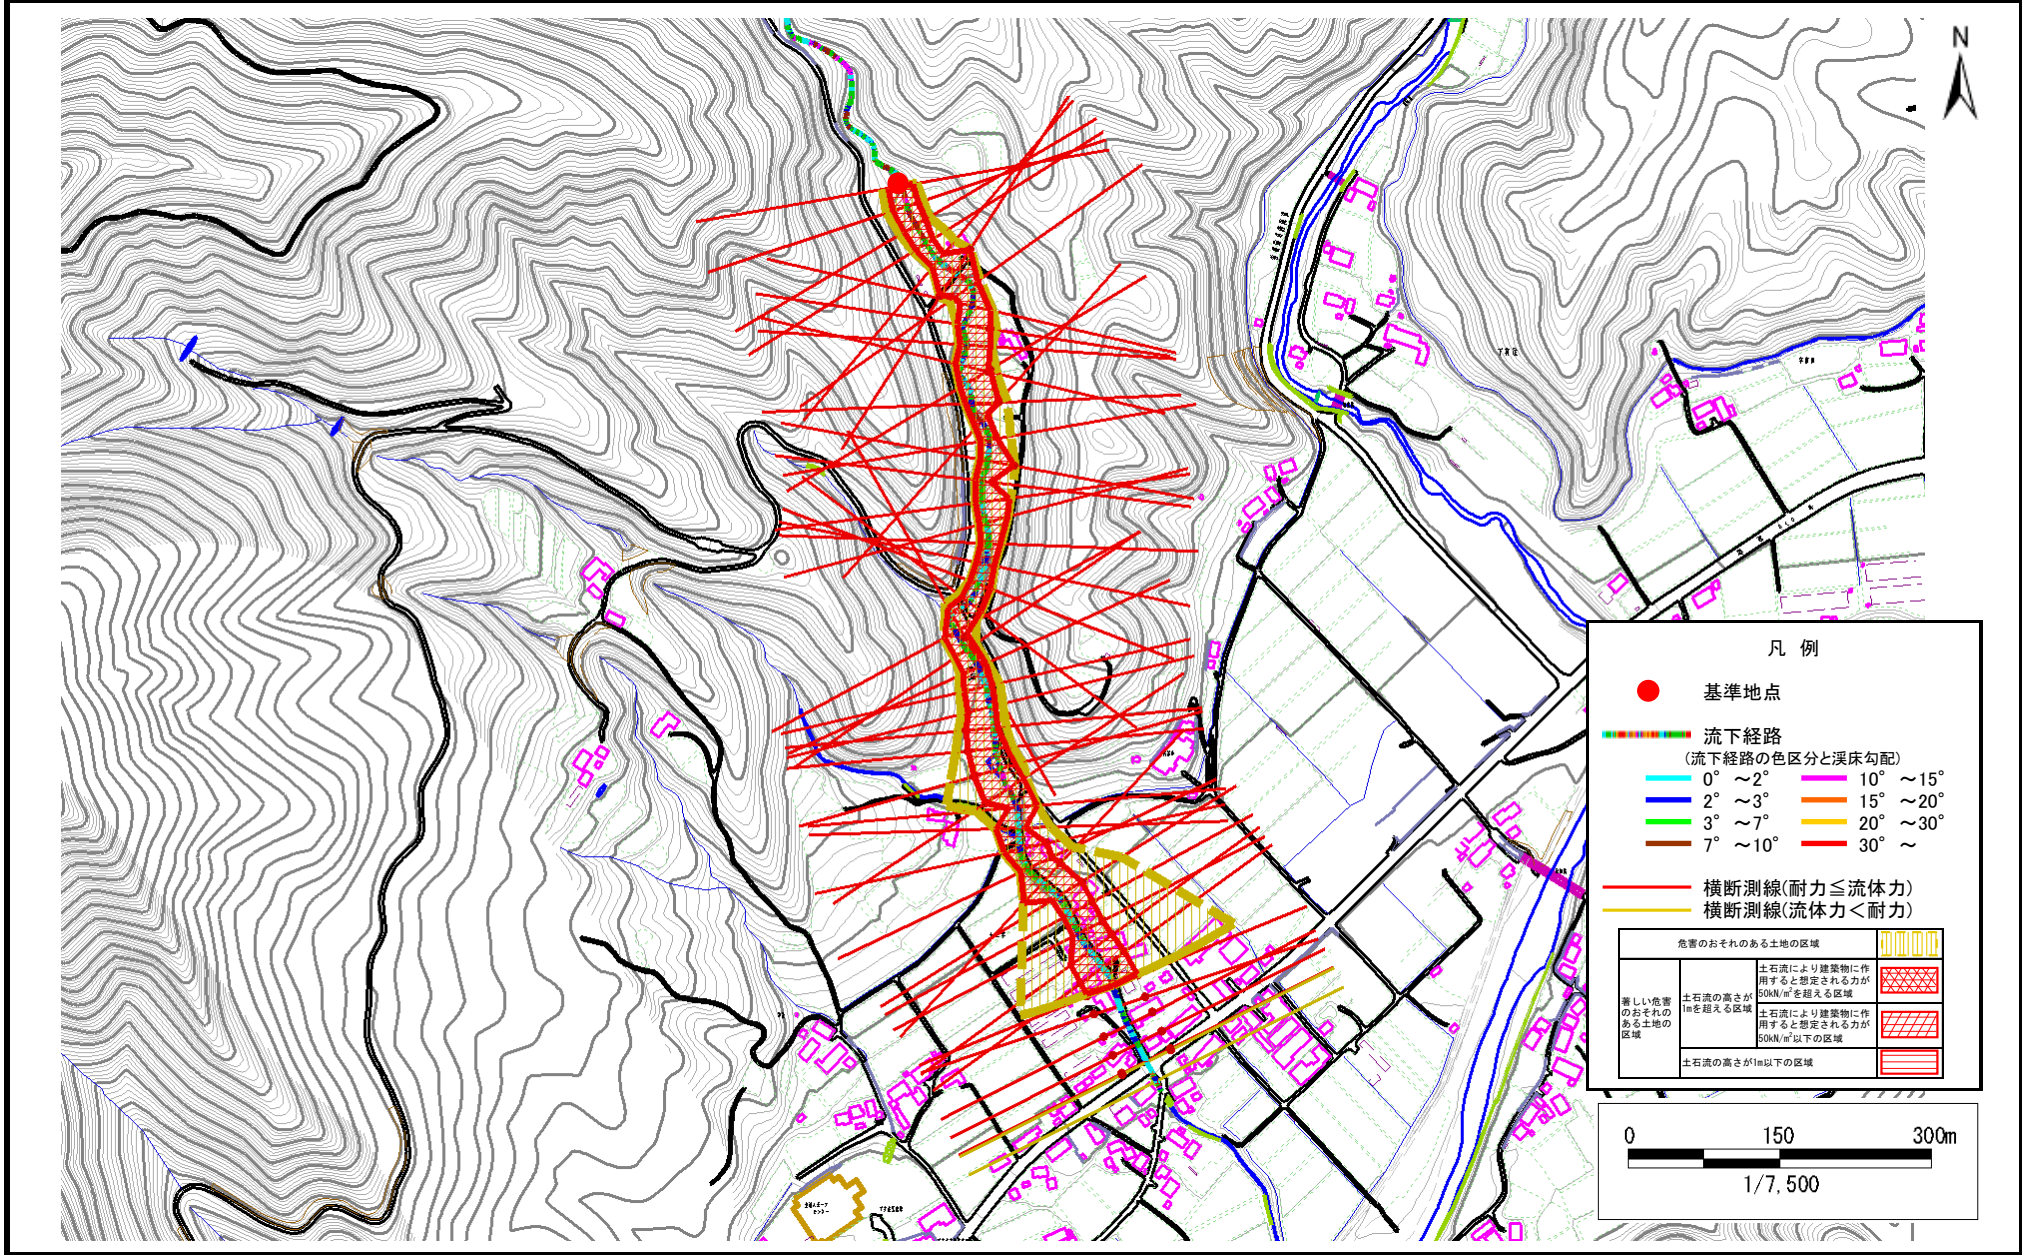 N
凡 例
基準地点
流下経路
(流下経路の色区分と渓床勾配)
0° ～2° 10° ～15°
2° ～3° 15° ～20°
3° ～7° 20° ～30°
7° ～10° 30° ～
横断測線(耐力≦流体力)
横断測線(流体力＜耐力)
危害のおそれのある土地の区域
著しい危害
のおそれの
ある土地の
区域
土石流の高さが
1mを超える区域
土石流により建築物に作
用すると想定される力が
50kN/m²を超える区域
土石流により建築物に作
用すると想定される力が
50kN/m²以下の区域
土石流の高さが1m以下の区域
0 150 300m
1/7,500